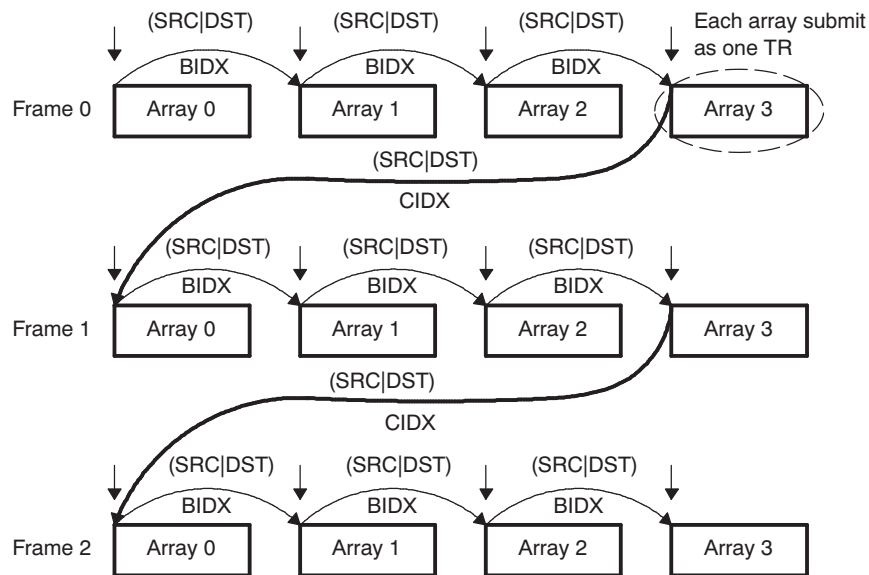 (SRC|DST) (SRC|DST) (SRC|DST) Each array submit
as one TR
BIDX BIDX BIDX
Frame 0 Array 0 Array 1 Array 2 Array 3
(SRC|DST)
CIDX
(SRC|DST) (SRC|DST) (SRC|DST)
BIDX BIDX BIDX
Frame 1 Array 0 Array 1 Array 2 Array 3
(SRC|DST)
CIDX
(SRC|DST) (SRC|DST) (SRC|DST)
BIDX BIDX BIDX
Frame 2 Array 0 Array 1 Array 2 Array 3